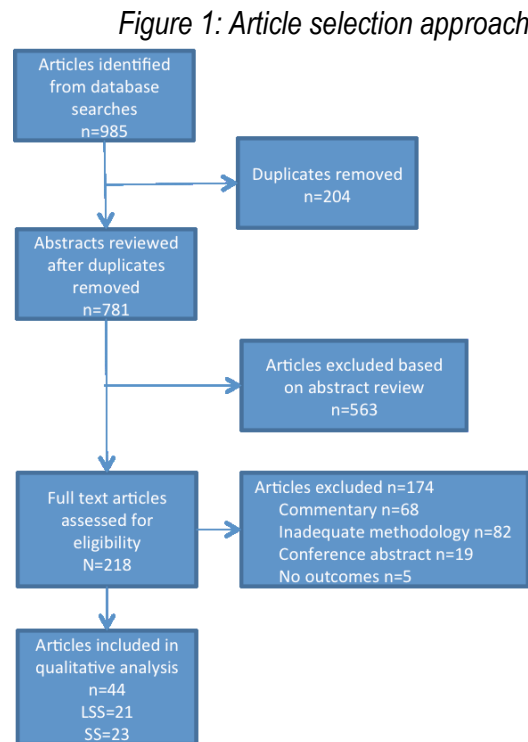 Figure 1: Article selection approach
Articles identified
from database
searches
n=985
Duplicates removed
n=204
Abstracts reviewed
after duplicates
removed
n=781
Articles excluded based
on abstract review
n=563
Full text articles
assessed for
eligibility
N=218
Articles excluded n=174
Commentary n=68
Inadequate methodology n=82
Conference abstract n=19
No outcomes n=5
Articles included in
qualitative analysis
n=44
LSS=21
SS=23